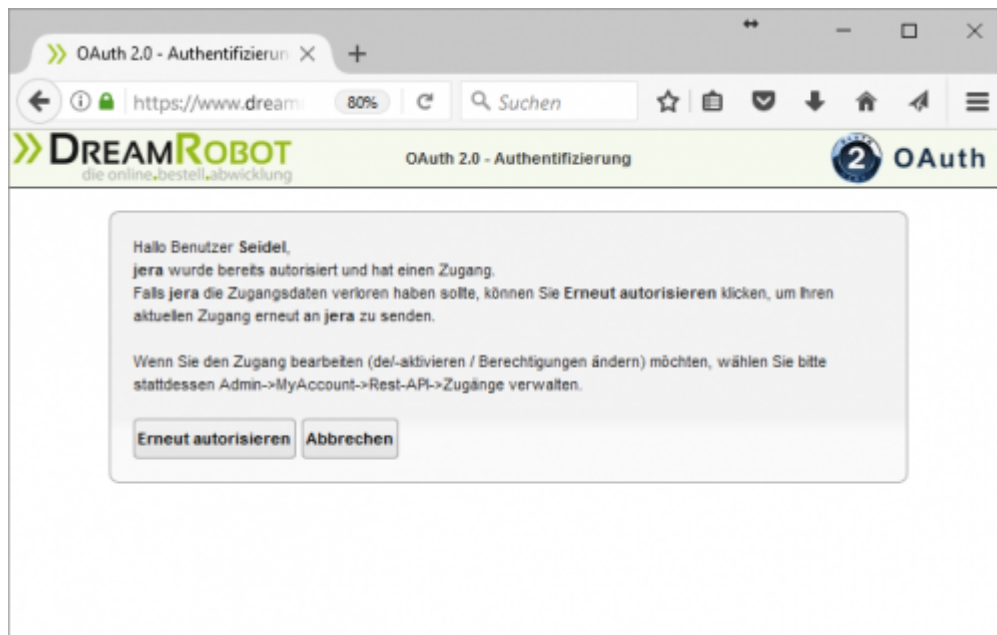 OAuth 2.0 - Authentifizierun
https://www.dream
80%
Suchen
DREAMROBOT
die online.bestell.abwicklung
OAuth 2.0 - Authentifizierung
2 OAuth
Hallo Benutzer Seidel,
jera wurde bereits autorisiert und hat einen Zugang.
Falls jera die Zugangsdaten verloren haben sollte, können Sie Erneut autorisieren klicken, um Ihren
aktuellen Zugang erneut an jera zu senden.
Wenn Sie den Zugang bearbeiten (de/-aktivieren / Berechtigungen ändern) möchten, wählen Sie bitte
stattdessen Admin->MyAccount->Rest-API->Zugänge verwalten.
Erneut autorisieren
Abbrechen